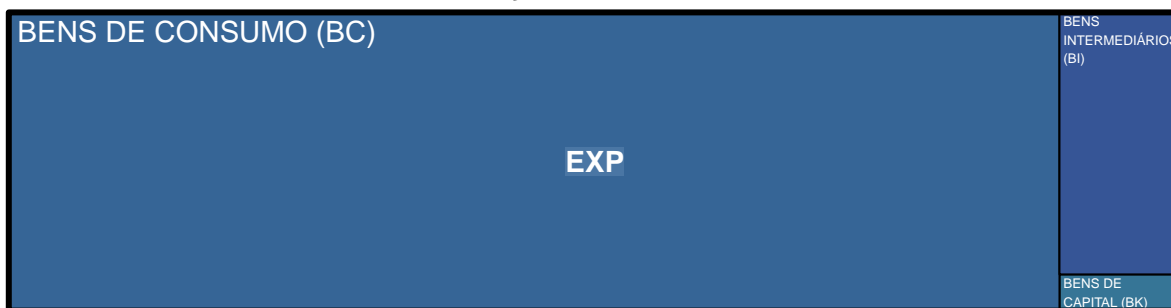 BENS DE CONSUMO (BC)
EXP
BENS
INTERMEDIÁRIOS
(BI)
BENS DE
CAPITAL (BK)